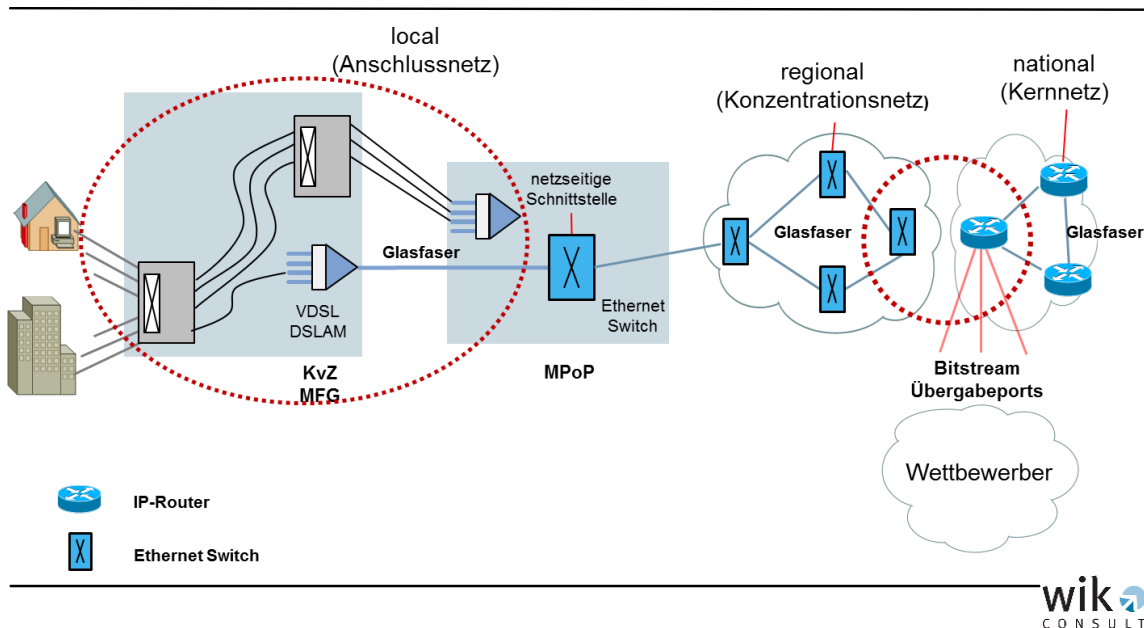 local
(Anschlussnetz)
regional
(Konzentrationsnetz)
national
(Kernnetz)
netzseitige
Schnittstelle
Glasfaser
Glasfaser
Glasfaser
VDSL
DSLAM
Ethernet
Switch
KvZ
MFG
MPoP
Bitstream
Übergabeports
Wettbewerber
IP-Router
Ethernet Switch
wik
CONSULT